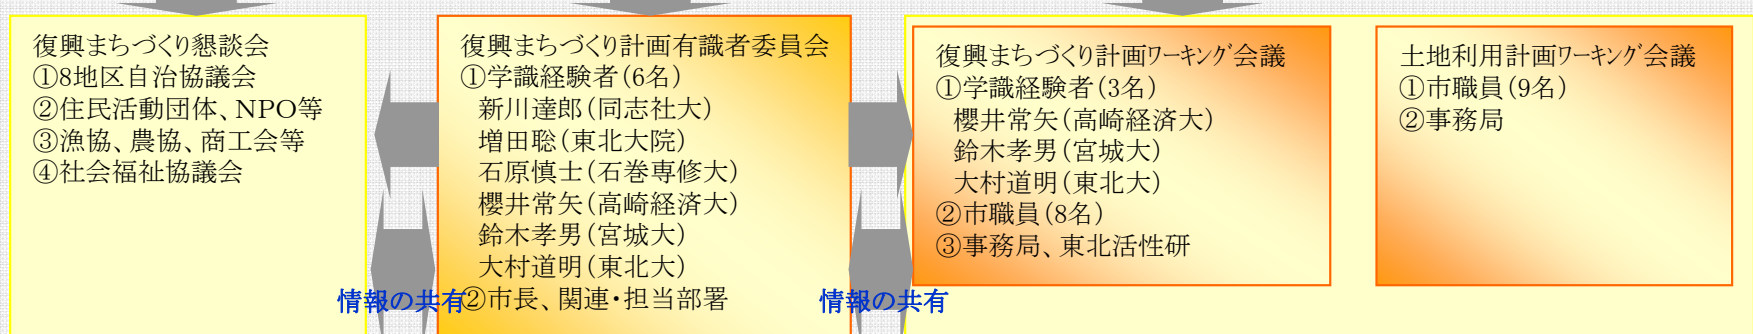 復興まちづくり懇談会
①8地区自治協議会
②住民活動団体、NPO等
③漁協、農協、商工会等
④社会福祉協議会
復興まちづくり計画有識者委員会
①学識経験者(6名)
新川達郎(同志社大)
増田聡(東北大院)
石原慎士(石巻専修大)
櫻井常矢(高崎経済大)
鈴木孝男(宮城大)
大村道明(東北大)
②市長、関連・担当部署
情報の共有
情報の共有
復興まちづくり計画ワーキング会議
①学識経験者(3名)
櫻井常矢(高崎経済大)
鈴木孝男(宮城大)
大村道明(東北大)
②市職員(8名)
③事務局、東北活性研
土地利用計画ワーキング会議
①市職員(9名)
②事務局